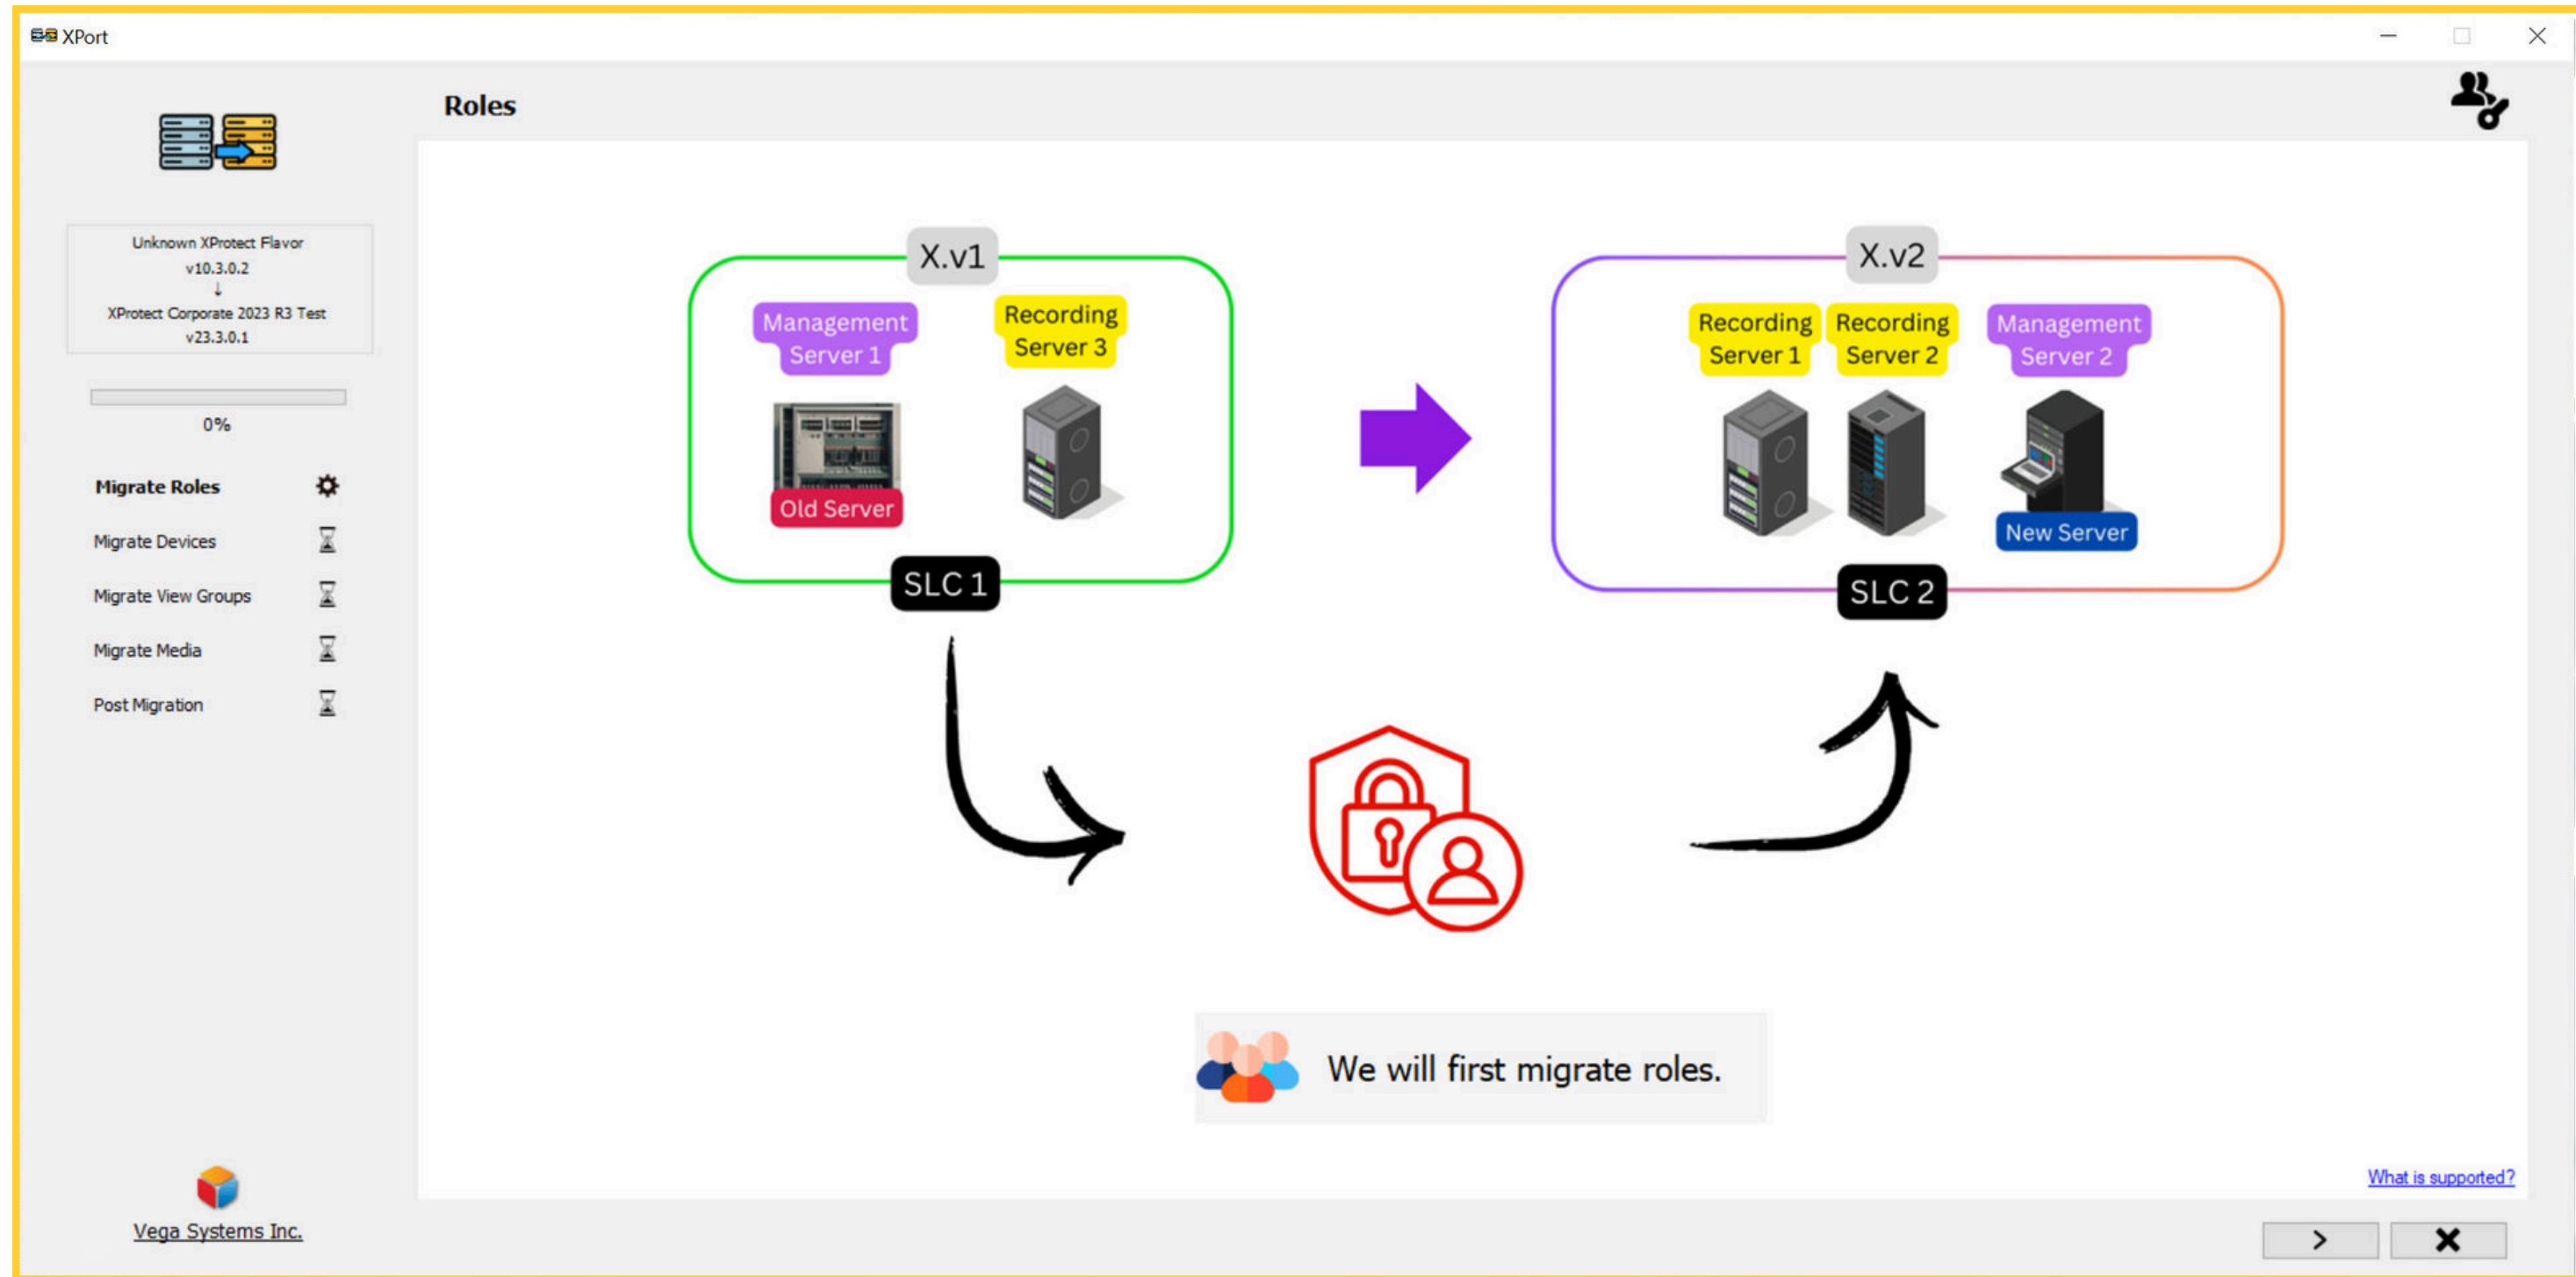 XPort
Roles
Unknown XProtect Flavor
v10.3.0.2
↓
XProtect Corporate 2023 R3 Test
v23.3.0.1
0%
Migrate Roles
Migrate Devices
Migrate View Groups
Migrate Media
Post Migration
Vega Systems Inc.
X.v1
Management
Server 1
Recording
Server 3
Old Server
SLC 1
X.v2
Recording
Server 1
Recording
Server 2
Management
Server 2
New Server
SLC 2
We will first migrate roles.
What is supported?